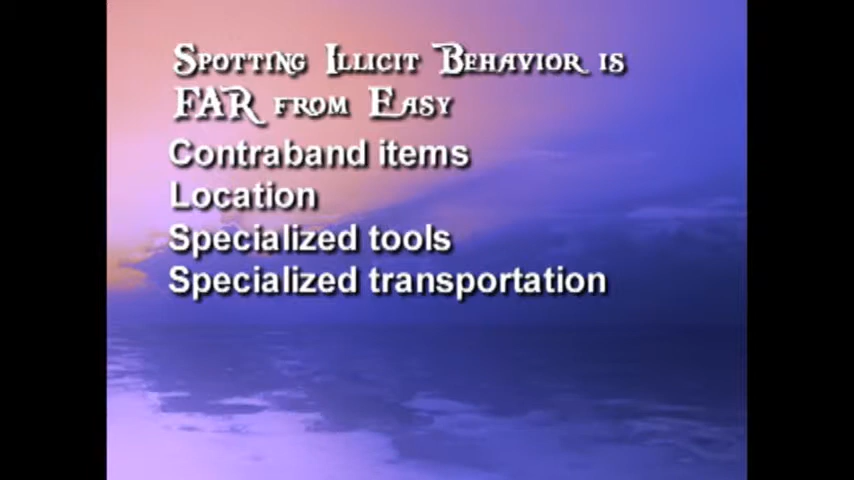 Spotting Illicit Behavior is
FAR from Easy
Contraband items
Location
Specialized tools
Specialized transportation